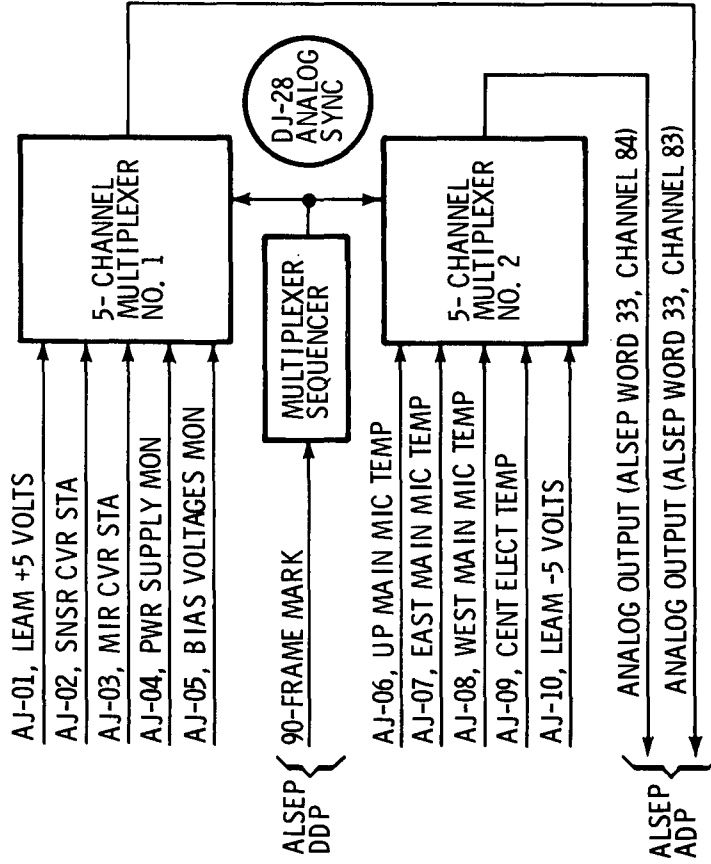 AJ-01, LEAM +5 VOLTS
AJ-02, SNSR CVR STA
AJ-03, MIR CVR STA
AJ-04, PWR SUPPLY MON
AJ-05, BIAS VOLTAGES MON
5- CHANNEL
MULTIPLEXER
NO. 1
ALSEP
DDP
90-FRAME MARK
MULTIPLEXER
SEQUENCER
DJ-28
ANALOG
SYNC
AJ-06, UP MAIN MIC TEMP
AJ-07, EAST MAIN MIC TEMP
AJ-08, WEST MAIN MIC TEMP
AJ-09, CENT ELECT TEMP
AJ-10, LEAM -5 VOLTS
5- CHANNEL
MULTIPLEXER
NO. 2
ALSEP
ADP
ANALOG OUTPUT (ALSEP WORD 33, CHANNEL 84)
ANALOG OUTPUT (ALSEP WORD 33, CHANNEL 83)